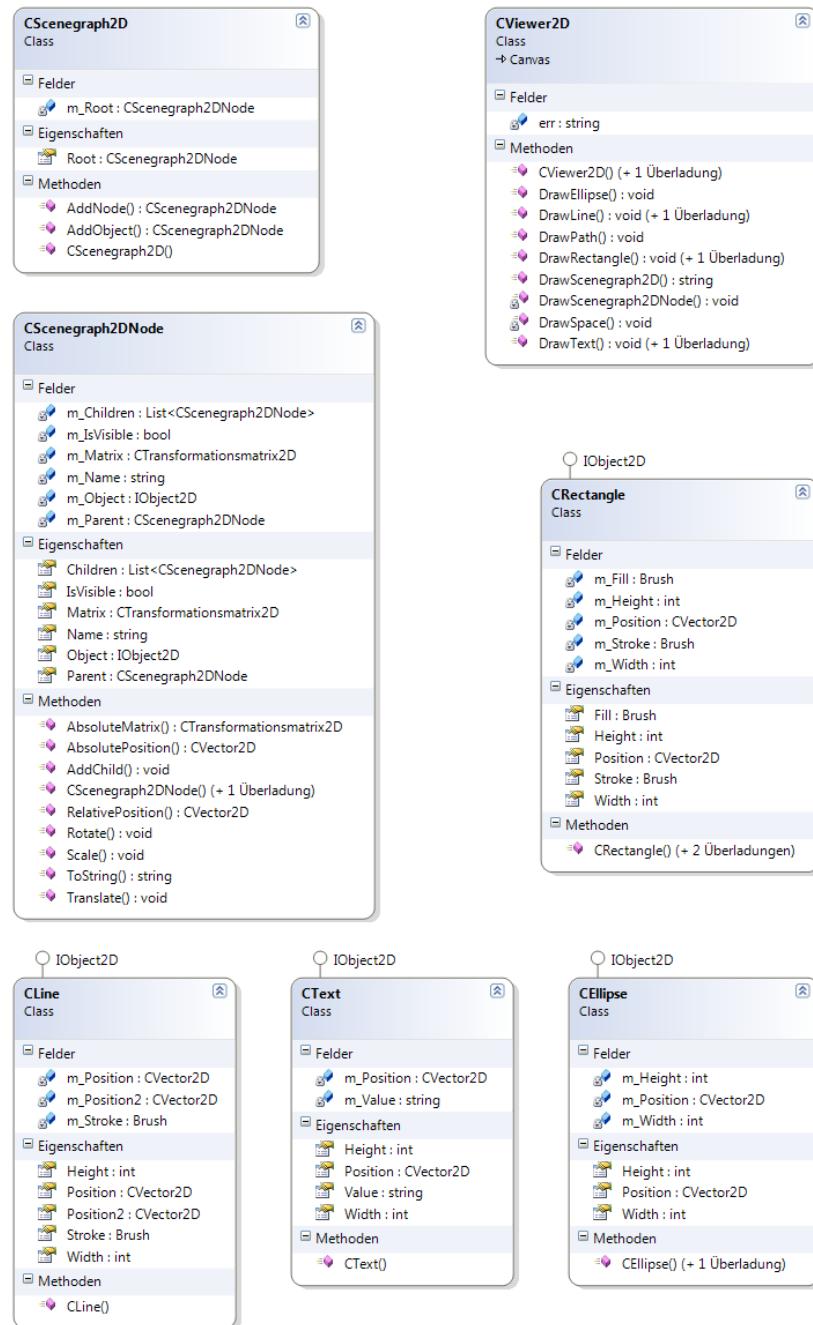 CScenegraph2D
Class
Felder
m_Root : CScenegraph2DNode
Eigenschaften
Root : CScenegraph2DNode
Methoden
AddNode() : CScenegraph2DNode
AddObject() : CScenegraph2DNode
CScenegraph2D()
CViewer2D
Class
Canvas
Felder
err : string
Methoden
CViewer2D() (+ 1 Überladung)
DrawEllipse() : void
DrawLine() : void (+ 1 Überladung)
DrawPath() : void
DrawRectangle() : void (+ 1 Überladung)
DrawScenegraph2D() : string
DrawScenegraph2DNode() : void
DrawSpace() : void
DrawText() : void (+ 1 Überladung)
CScenegraph2DNode
Class
Felder
m_Children : List<CScenegraph2DNode>
m_IsVisible : bool
m_Matrix : CTransformationsmatrix2D
m_Name : string
m_Object : IObject2D
m_Parent : CScenegraph2DNode
Eigenschaften
Children : List<CScenegraph2DNode>
IsVisible : bool
Matrix : CTransformationsmatrix2D
Name : string
Object : IObject2D
Parent : CScenegraph2DNode
Methoden
AbsoluteMatrix() : CTransformationsmatrix2D
AbsolutePosition() : CVector2D
AddChild() : void
CScenegraph2DNode() (+ 1 Überladung)
RelativePosition() : CVector2D
Rotate() : void
Scale() : void
ToString() : string
Translate() : void
IObject2D
CRectangle
Class
Felder
m_Fill : Brush
m_Height : int
m_Position : CVector2D
m_Stroke : Brush
m_Width : int
Eigenschaften
Fill : Brush
Height : int
Position : CVector2D
Stroke : Brush
Width : int
Methoden
CRectangle() (+ 2 Überladungen)
IObject2D
CLine
Class
Felder
m_Position : CVector2D
m_Position2 : CVector2D
m_Stroke : Brush
Eigenschaften
Height : int
Position : CVector2D
Position2 : CVector2D
Stroke : Brush
Width : int
Methoden
CLine()
IObject2D
CText
Class
Felder
m_Position : CVector2D
m_Value : string
Eigenschaften
Height : int
Position : CVector2D
Value : string
Width : int
Methoden
CText()
IObject2D
CEllipse
Class
Felder
m_Height : int
m_Position : CVector2D
m_Width : int
Eigenschaften
Height : int
Position : CVector2D
Width : int
Methoden
CEllipse() (+ 1 Überladung)